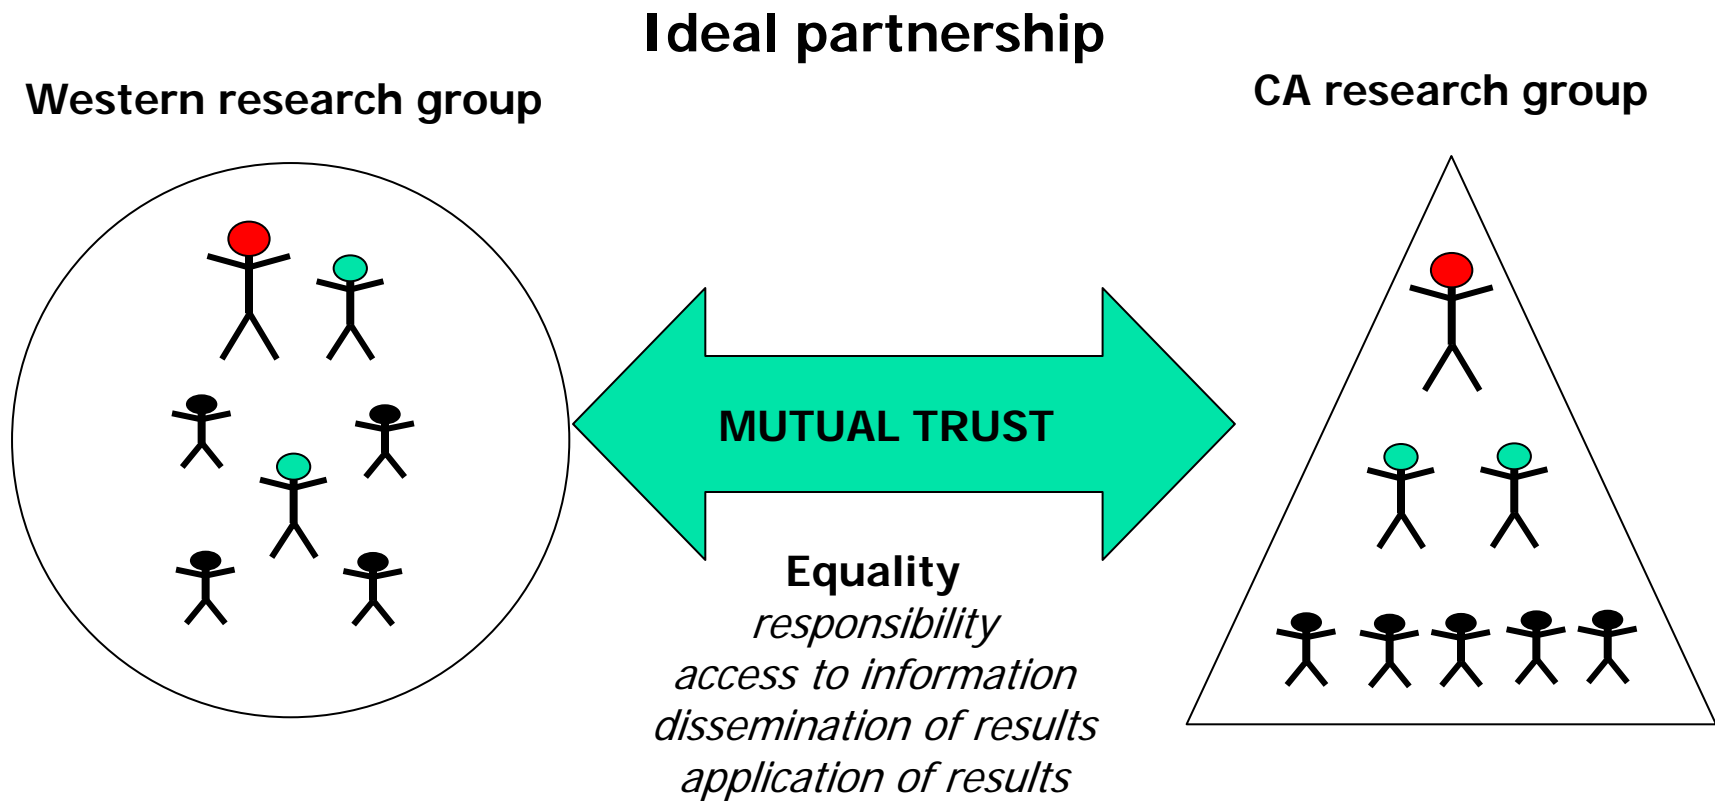 Ideal partnership
Western research group
CA research group
MUTUAL TRUST
Equality
responsibility
access to information
dissemination of results
application of results